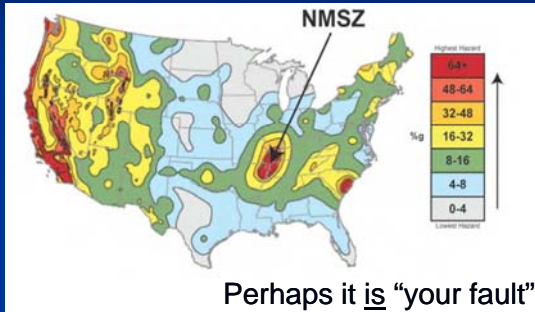 NMSZ
Highest Hazard
64+
48-64
32-48
%g
16-32
8-16
4-8
0-4
Lowest Hazard
Perhaps it is “your fault”